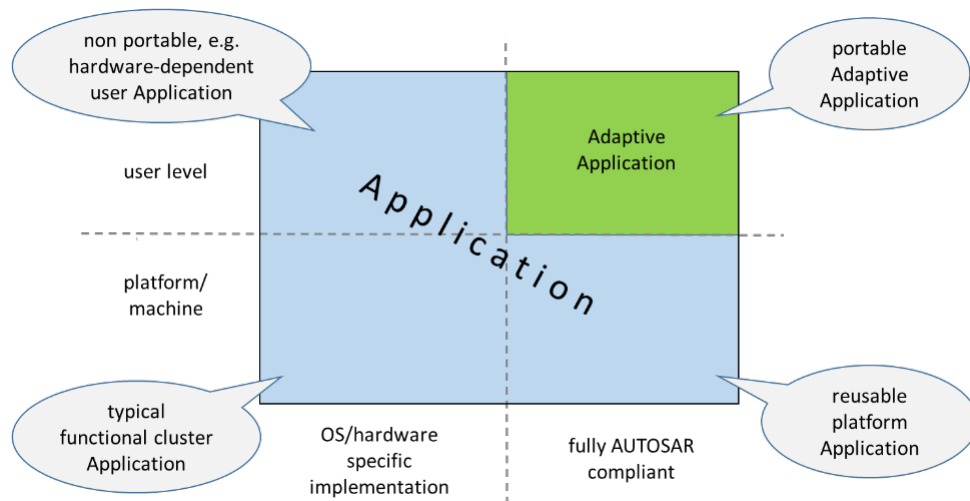 non portable, e.g.
hardware-dependent
user Application
portable
Adaptive
Application
Adaptive
Application
user level
Application
platform/
machine
typical
functional cluster
Application
OS/hardware
specific
implementation
fully AUTOSAR
compliant
reusable
platform
Application